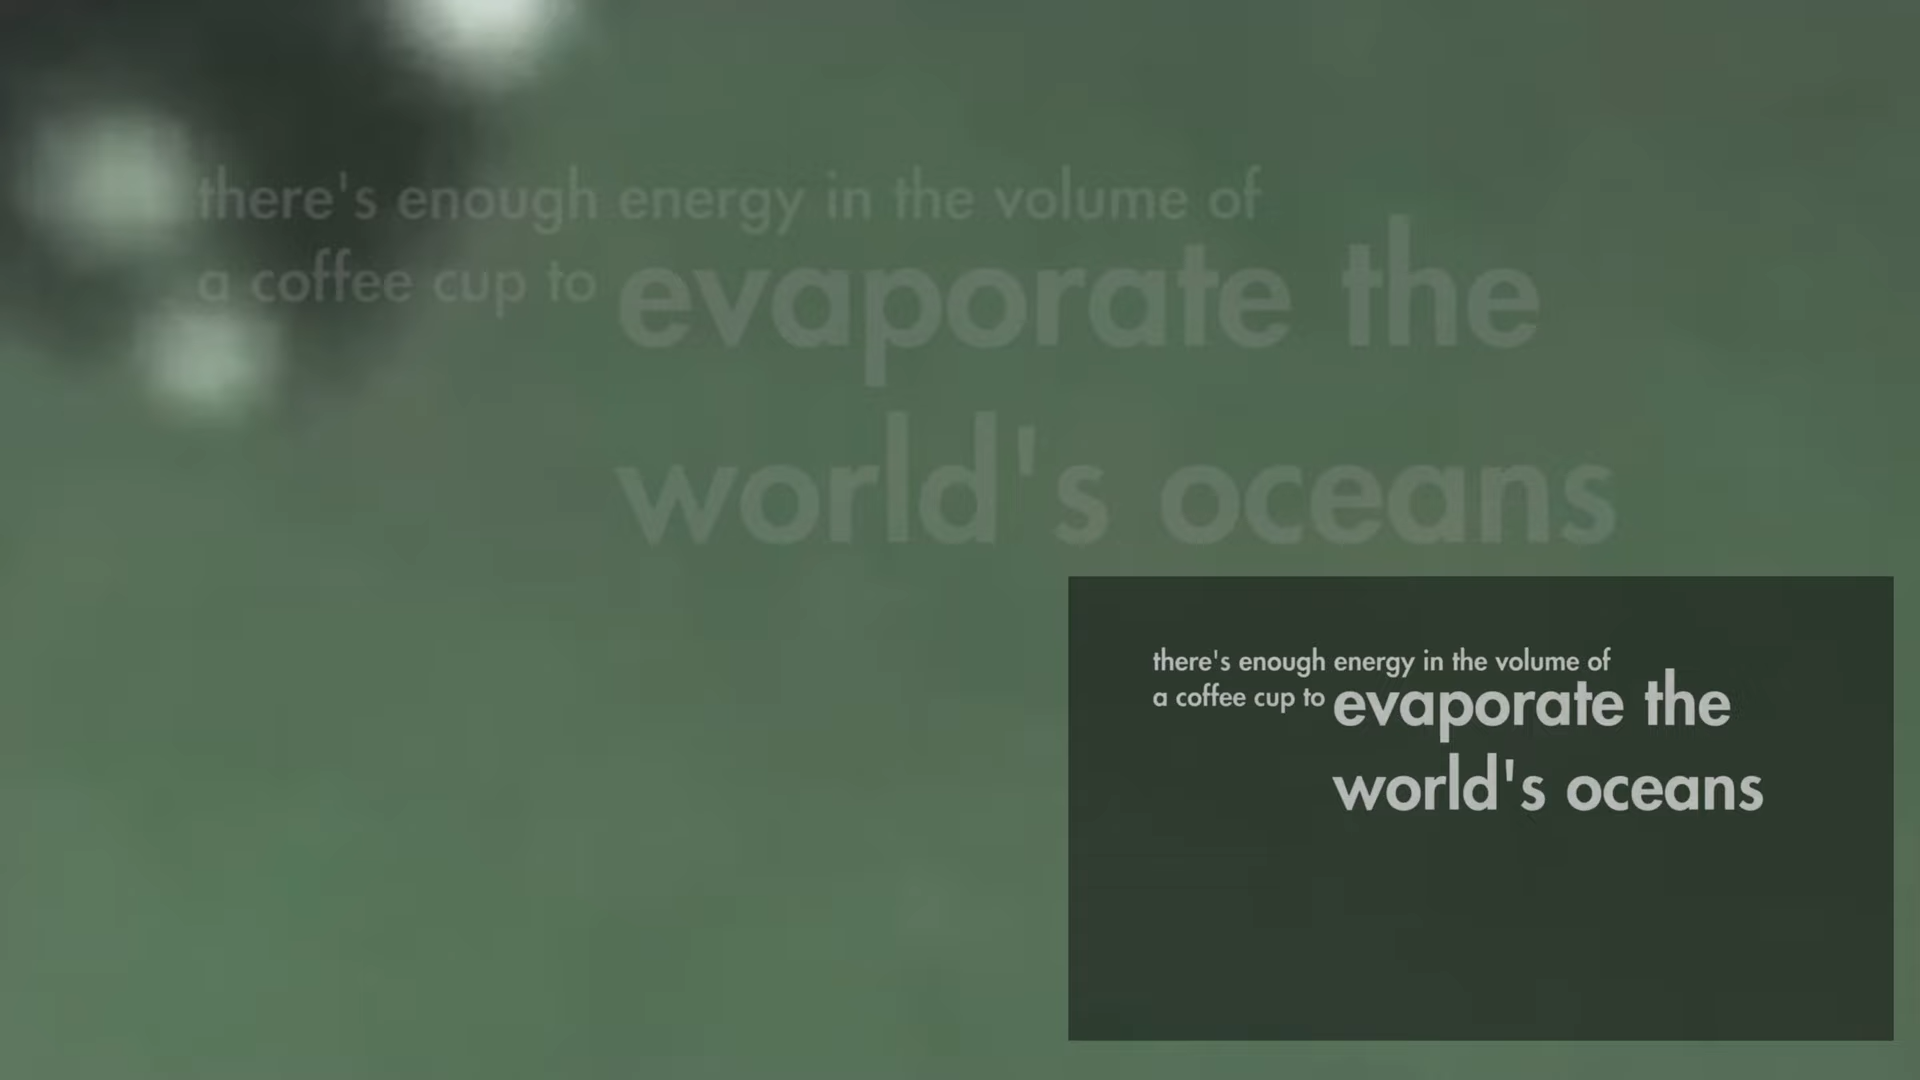 there's enough energy in the volume of
a coffee cup to evaporate the
world's oceans
there's enough energy in the volume of
a coffee cup to evaporate the
world's oceans